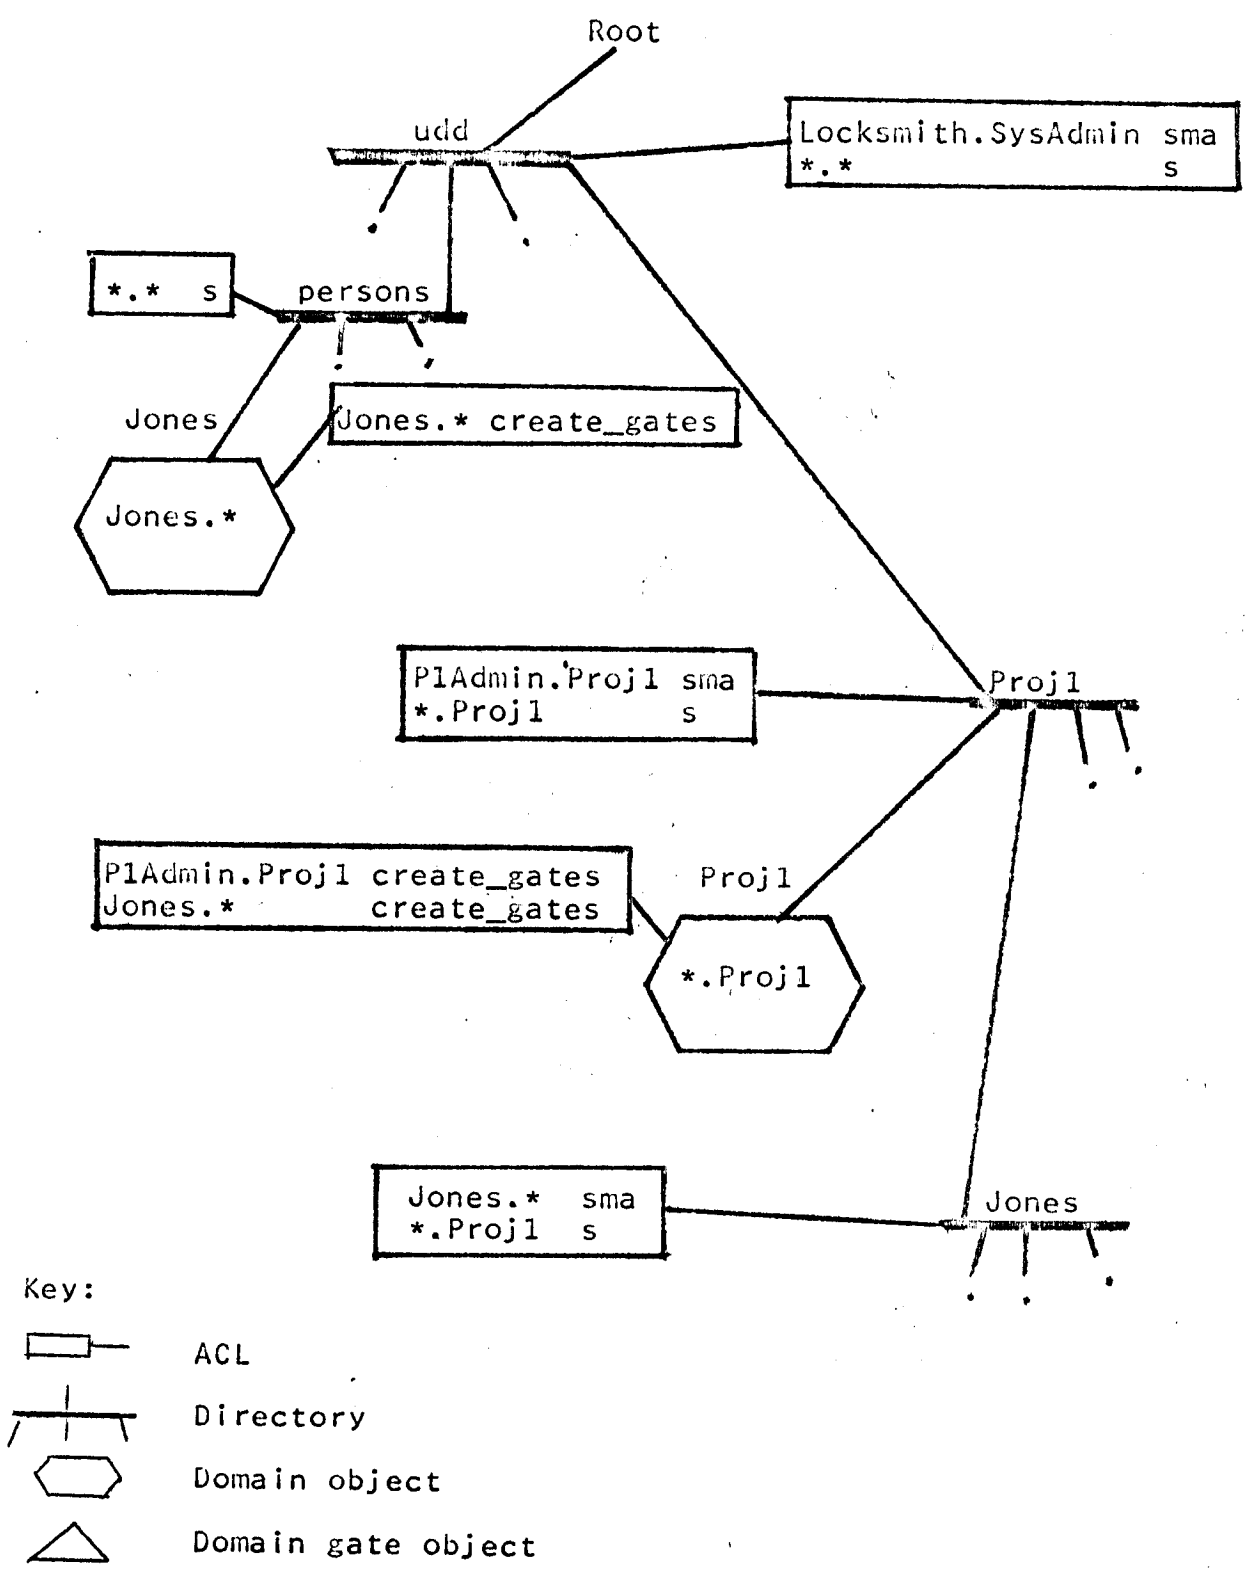 Root
udd
Locksmith.SysAdmin sma
*.* s
*.* s
persons
Jones
Jones.* create_gates
Jones.*
P1Admin.Proj1 sma
*.Proj1 s
Proj1
P1Admin.Proj1 create_gates
Jones.* create_gates
Proj1
*.Proj1
Jones.* sma
*.Proj1 s
Jones
Key:
ACL
Directory
Domain object
Domain gate object